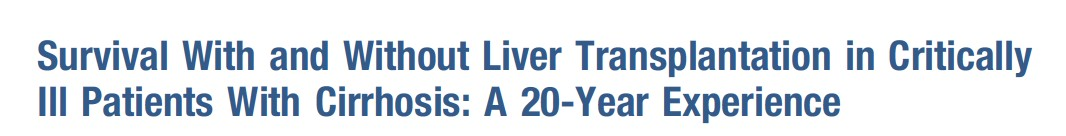 Survival With and Without Liver Transplantation in Critically
Ill Patients With Cirrhosis: A 20-Year Experience